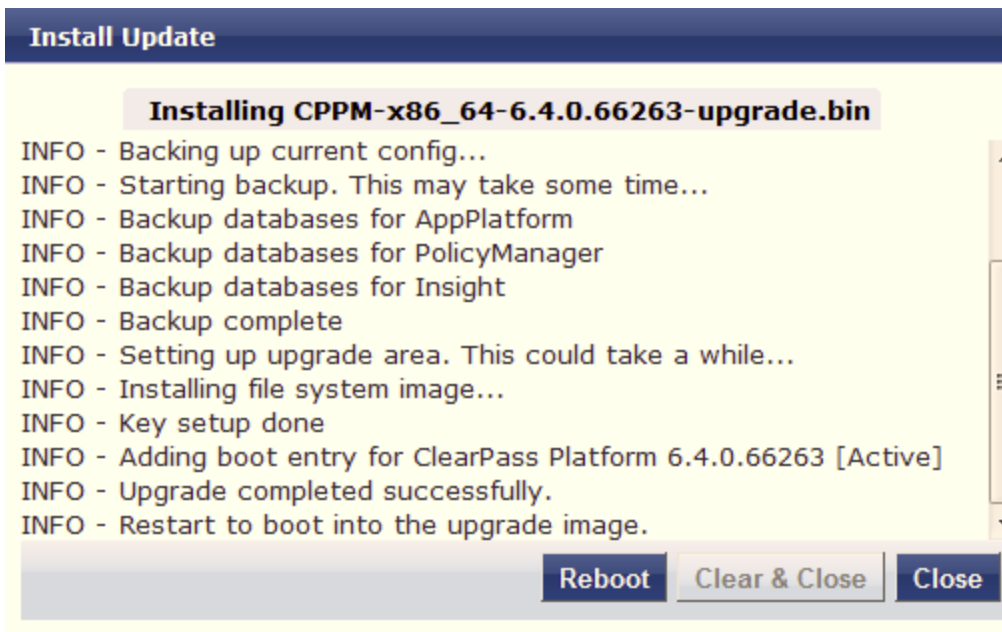 Install Update
Installing CPPM-x86_64-6.4.0.66263-upgrade.bin
INFO - Backing up current config...
INFO - Starting backup. This may take some time...
INFO - Backup databases for AppPlatform
INFO - Backup databases for PolicyManager
INFO - Backup databases for Insight
INFO - Backup complete
INFO - Setting up upgrade area. This could take a while...
INFO - Installing file system image...
INFO - Key setup done
INFO - Adding boot entry for ClearPass Platform 6.4.0.66263 [Active]
INFO - Upgrade completed successfully.
INFO - Restart to boot into the upgrade image.
Reboot Clear & Close Close